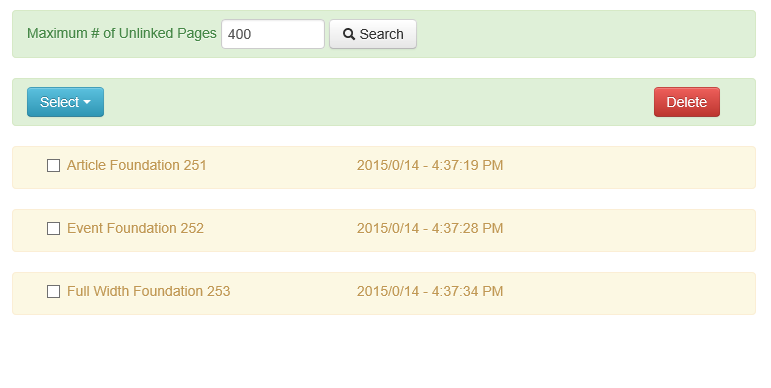 Maximum # of Unlinked Pages 400 Search
Select Delete
Article Foundation 251 2015/0/14 - 4:37:19 PM
Event Foundation 252 2015/0/14 - 4:37:28 PM
Full Width Foundation 253 2015/0/14 - 4:37:34 PM